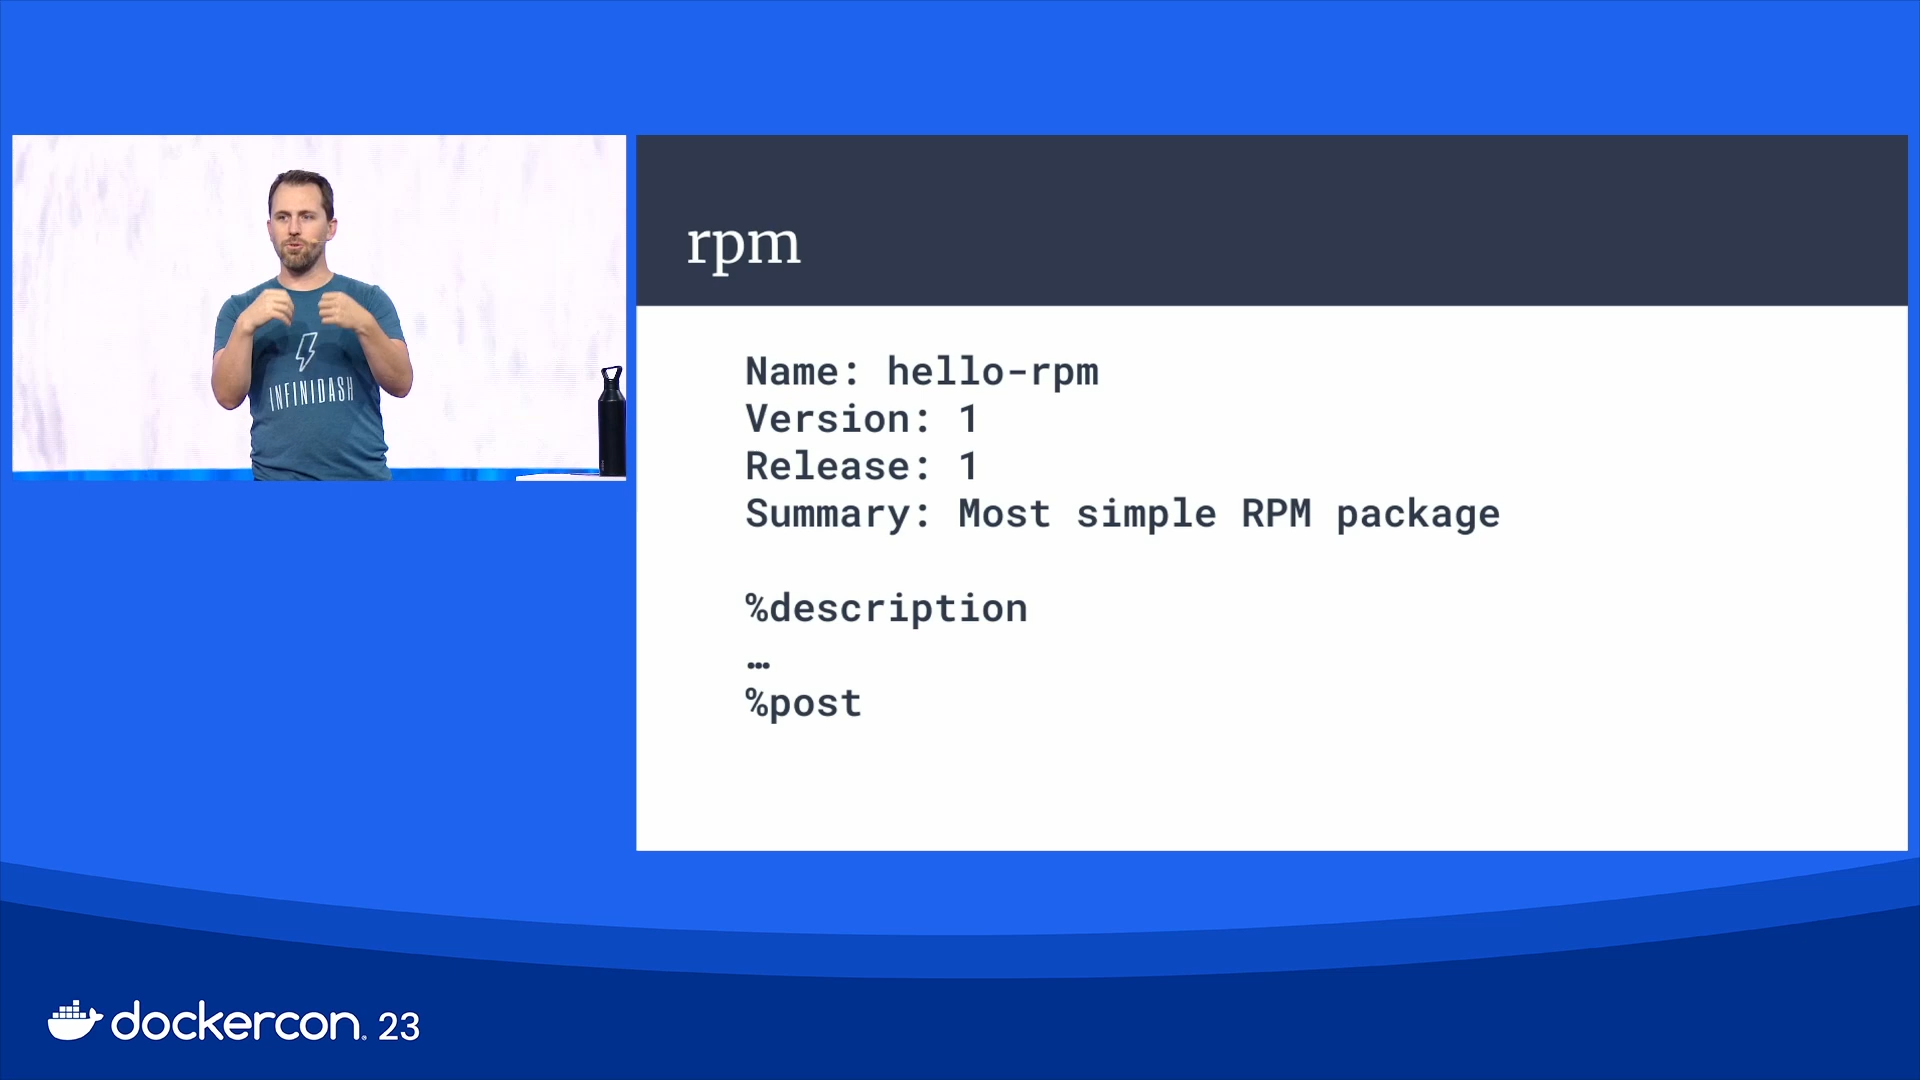 INFINIDASH
rpm
Name: hello-rpm
Version: 1
Release: 1
Summary: Most simple RPM package
%description
…
%post
dockercon. 23